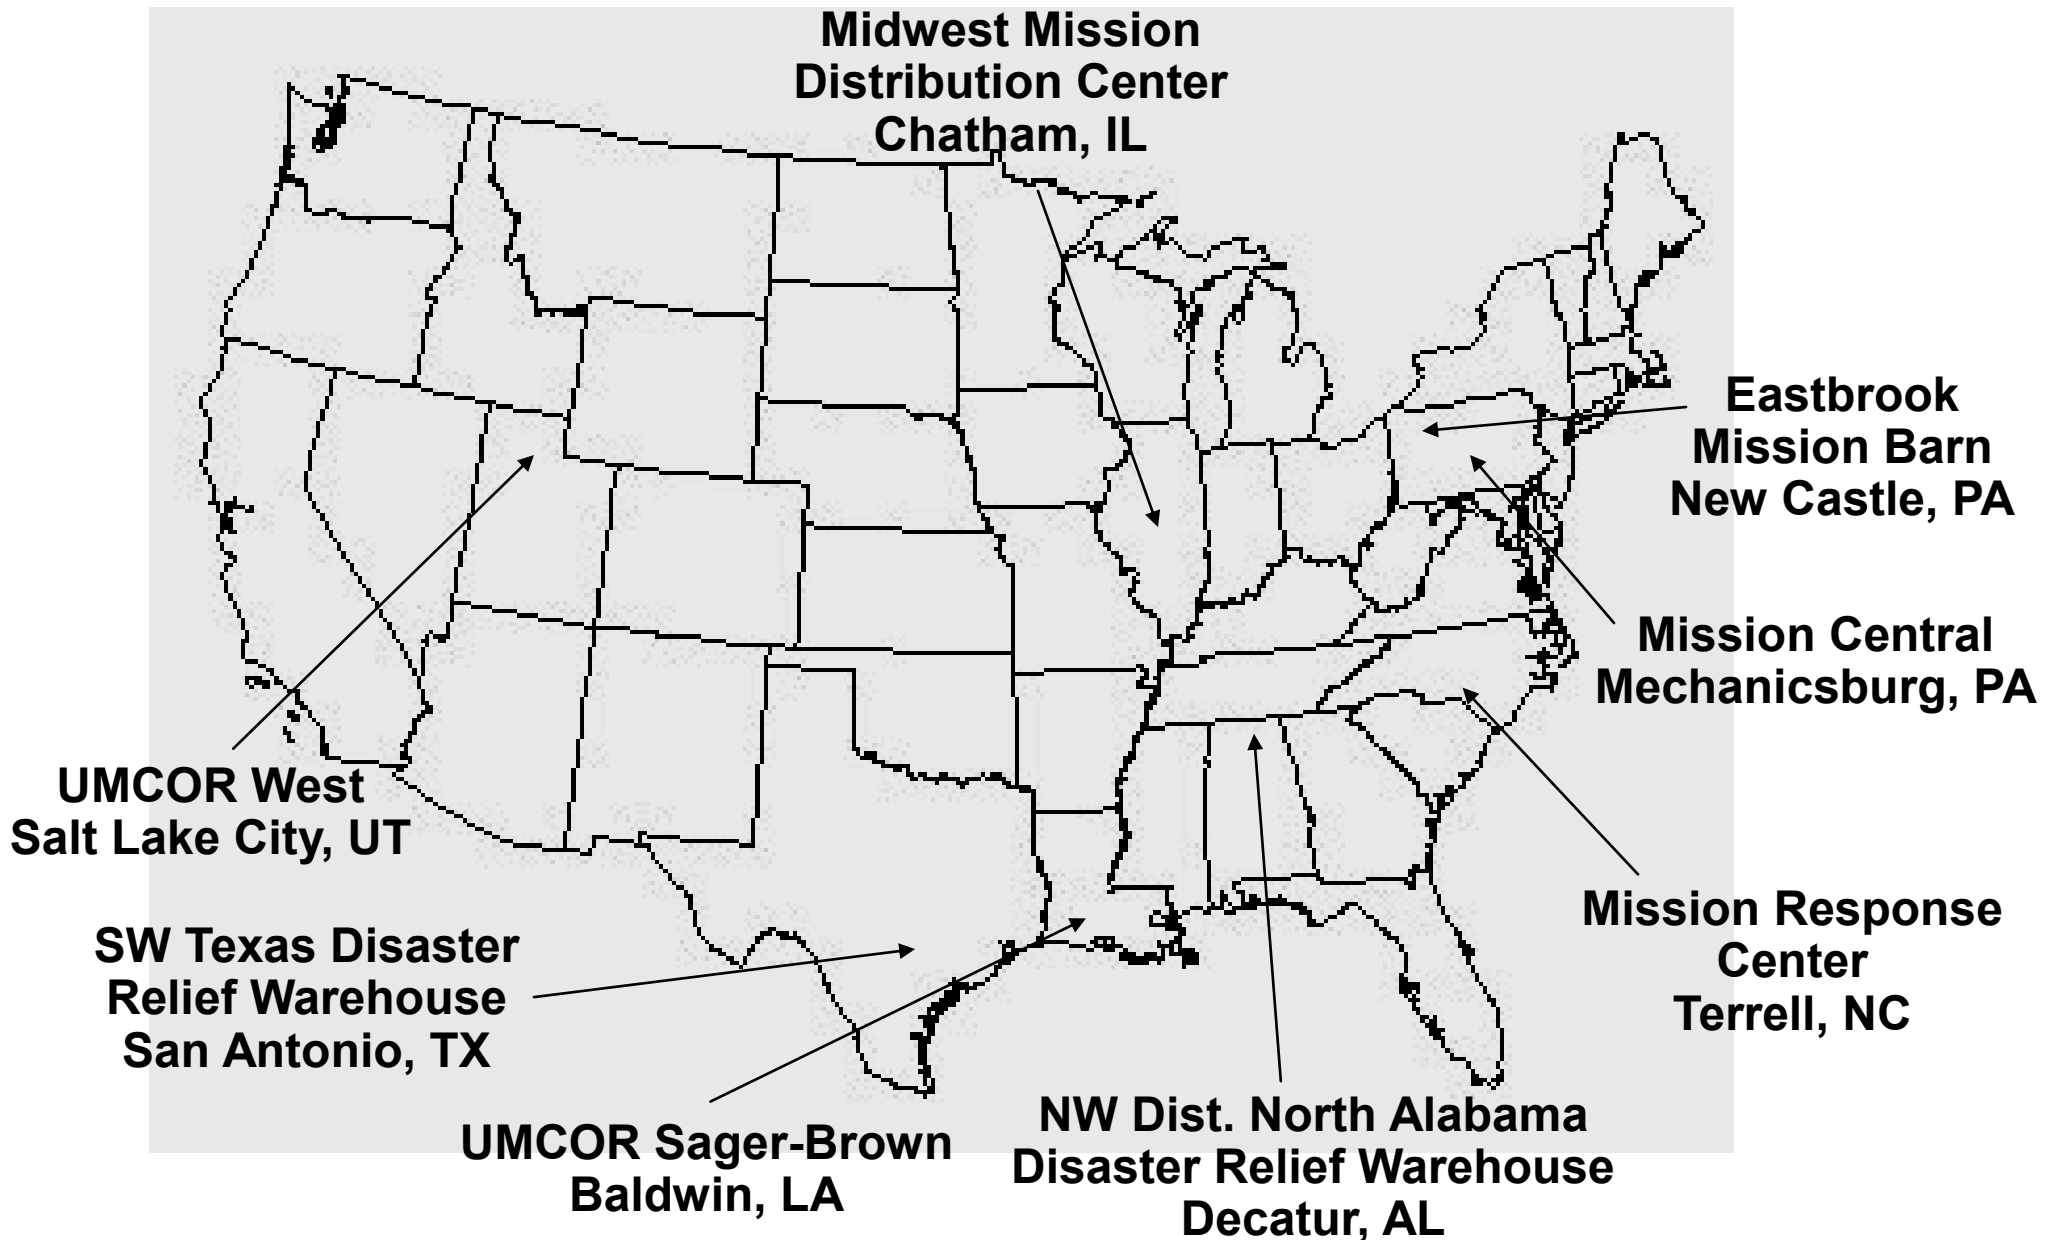 Midwest Mission
Distribution Center
Chatham, IL
Eastbrook
Mission Barn
New Castle, PA
Mission Central
Mechanicsburg, PA
UMCOR West
Salt Lake City, UT
Mission Response
Center
Terrell, NC
SW Texas Disaster
Relief Warehouse
San Antonio, TX
UMCOR Sager-Brown
Baldwin, LA
NW Dist. North Alabama
Disaster Relief Warehouse
Decatur, AL